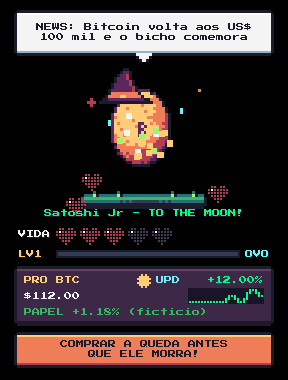 NEWS: Bitcoin volta aos US$
100 mil e o bicho comemora
Satoshi Jr - TO THE MOON!
VIDA
LV1 OVO
PRO BTC UPD +12.00%
$112.00
PAPEL +1.18% (ficticio)
COMPRAR A QUEDA ANTES
QUE ELE MORRA!